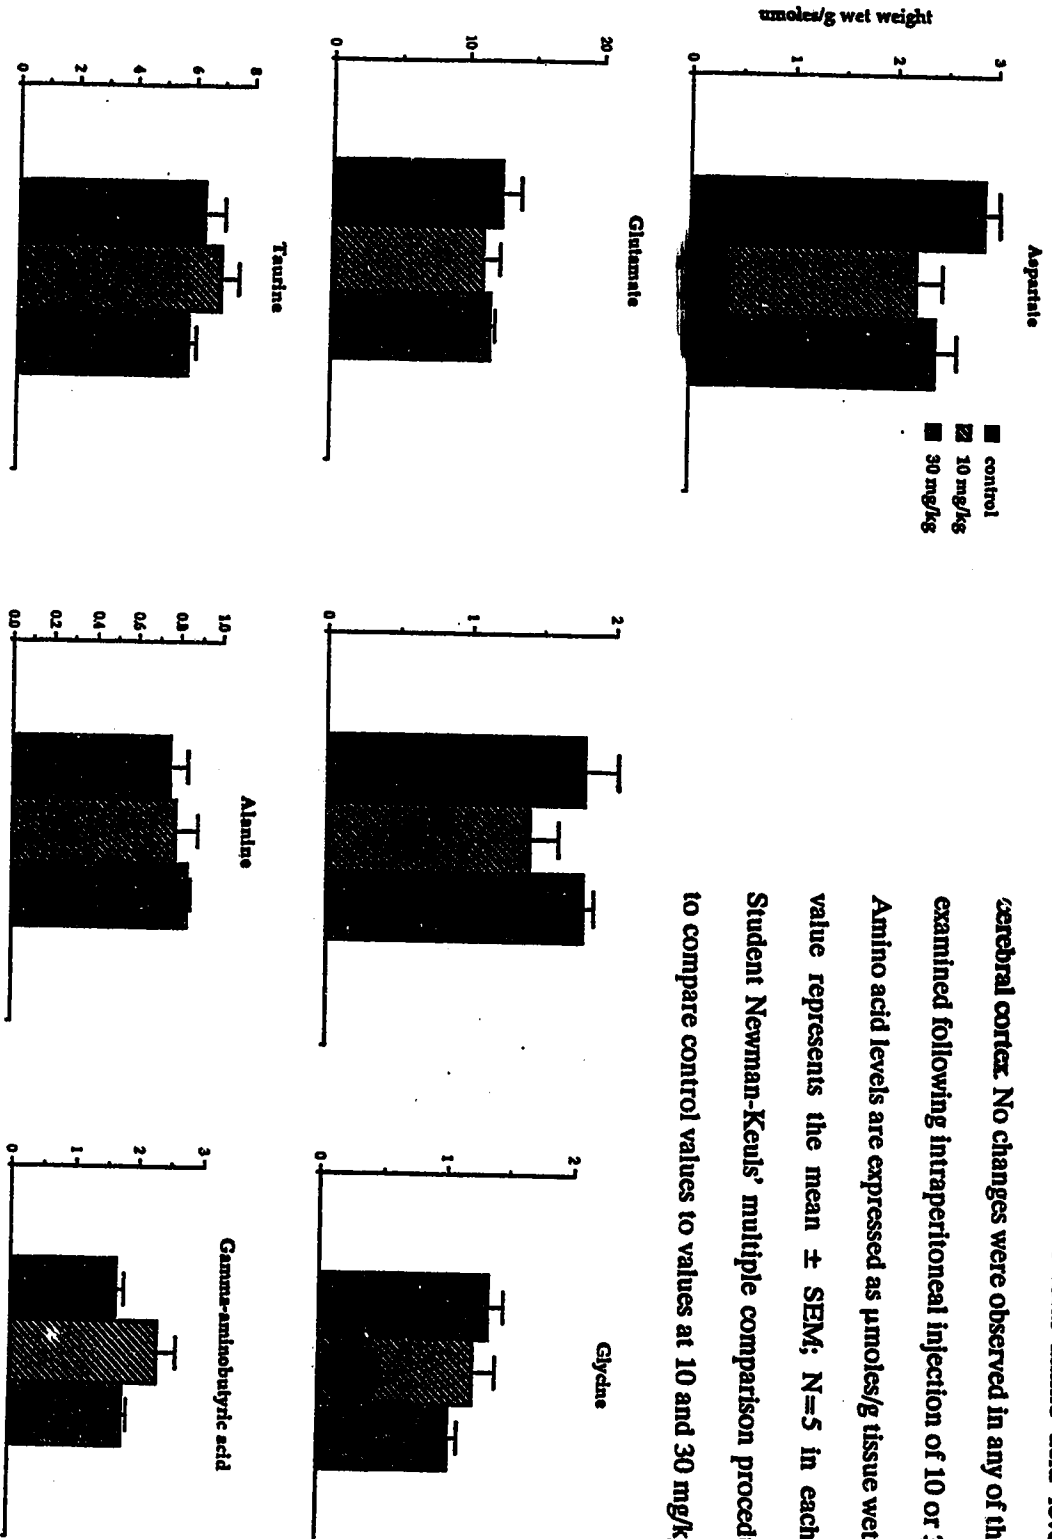 cerebral cortex. No changes were observed in any of
examined following intraperitoneal injection of 10 or
Amino acid levels are expressed as µmoles/g tissue wet
value represents the mean ± SEM; N=5 in each
Student Newman-Keuls' multiple comparison
to compare control values to values at 10 and 30
Aspartate
umoles/g wet weight
3
2
1
0
control
10 mg/kg
30 mg/kg
Glutamate
20
10
0
2
1
0
Glycine
2
1
0
Taurine
8
6
4
2
0
Alanine
1.0
0.8
0.6
0.4
0.2
0.0
Gamma-aminobutyric acid
3
2
1
0